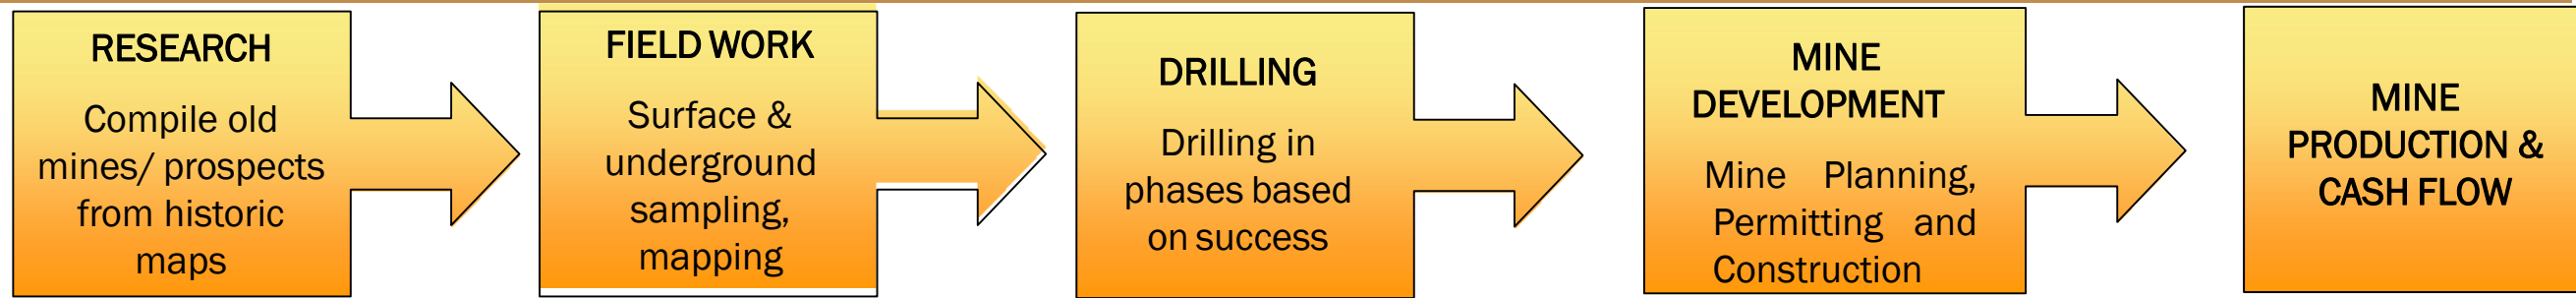 RESEARCH
Compile old
mines/ prospects
from historic
maps
FIELD WORK
Surface &
underground
sampling,
mapping
DRILLING
Drilling in
phases based
on success
MINE
DEVELOPMENT
Mine Planning,
Permitting and
Construction
MINE
PRODUCTION &
CASH FLOW